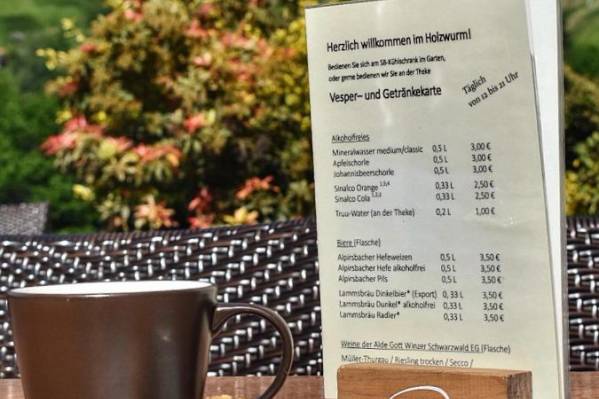 Herzlich willkommen im Holzwurm!
Bedienen Sie sich am SB-Kühlschrank im Garten,
oder gerne bedienen wir Sie an der Theke
Vesper– und Getränkekarte
Täglich
von 12 bis 21 Uhr
Alkoholfreies
Mineralwasser medium/classic 0,5 L 3,00 €
Apfelschorle 0,5 L 3,00 €
Johannisbeerschorle 0.5 L 3,00 €
Sinalco Orange 0,33 L 2,50 €
Sinalco Cola 0,33 L 2,50 €
Truu-Water (an der Theke) 0,2 L 1,00 €
Biere (Flasche)
Alpirsbacher Hefeweizen 0.5 L 3,50 €
Alpirsbacher Hefe alkoholfrei 0.5 L 3,50 €
Alpirsbacher Pils 0,5 L 3,50 €
Lammsbräu Dinkelbier* (Export) 0,33 L 3,50 €
Lammsbräu Dunkel* alkoholfrei 0.33 L 3,50 €
Lammsbräu Radler* 0,33 L 3,50 €
Weine der Alde Gott Winzer Schwarzwald EG (Flasche)
Müller-Thurgau / Riesling trocken / Secco /